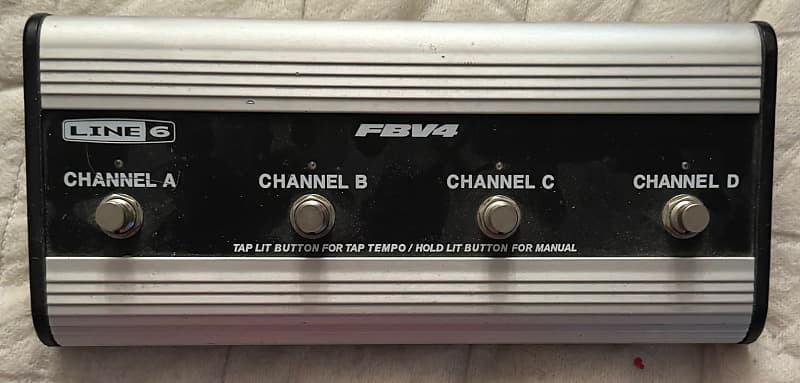 LINE 6
FBV4
CHANNEL A CHANNEL B CHANNEL C CHANNEL D
TAP LIT BUTTON FOR TAP TEMPO / HOLD LIT BUTTON FOR MANUAL